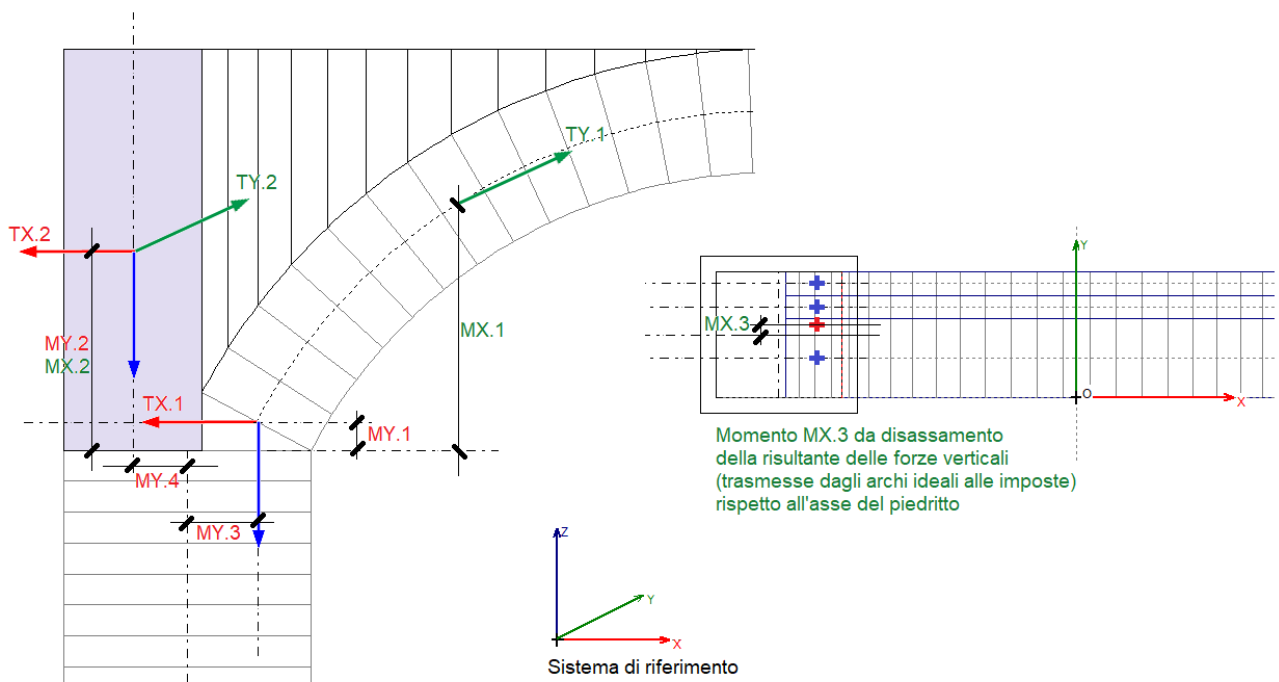 TY.1
TY.2
TX.2
MY.2
MX.2
MX.1
TX.1
MY.1
MY.4
MY.3
Y
MX.3
O
X
Momento MX.3 da disassamento
della risultante delle forze verticali
(trasmesse dagli archi ideali alle imposte)
rispetto all'asse del piedritto
Z
Y
X
Sistema di riferimento